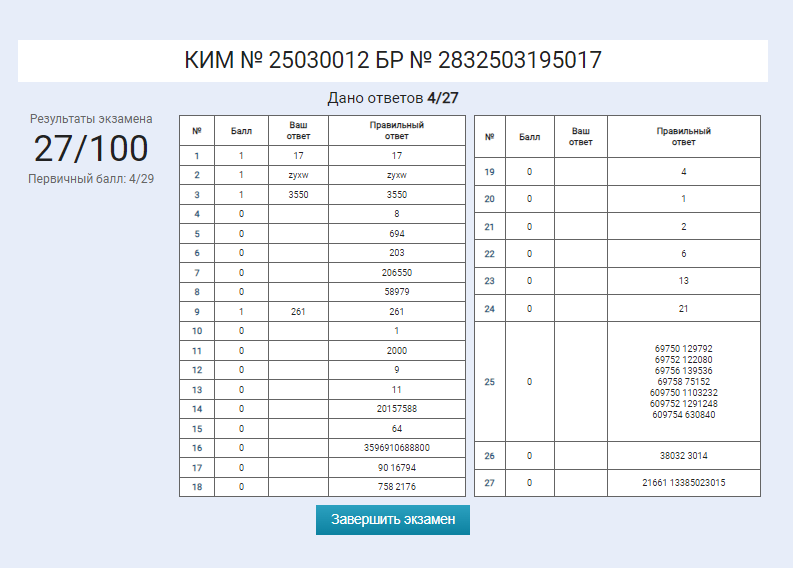 КИМ № 25030012 БР № 2832503195017
Дано ответов 4/27
Результаты экзамена
27/100
Первичный балл: 4/29
№ Балл Ваш ответ Правильный ответ
1 1 17 17
2 1 zyxw zyxw
3 1 3550 3550
4 0 8
5 0 694
6 0 203
7 0 206550
8 0 58979
9 1 261 261
10 0 1
11 0 2000
12 0 9
13 0 11
14 0 20157588
15 0 64
16 0 3596910688800
17 0 90 16794
18 0 758 2176
№ Балл Ваш ответ Правильный ответ
19 0 4
20 0 1
21 0 2
22 0 6
23 0 13
24 0 21
25 0
69750 129792
69752 122080
69756 139536
69758 75152
609750 1103232
609752 1291248
609754 630840
26 0 38032 3014
27 0 21661 13385023015
Завершить экзамен